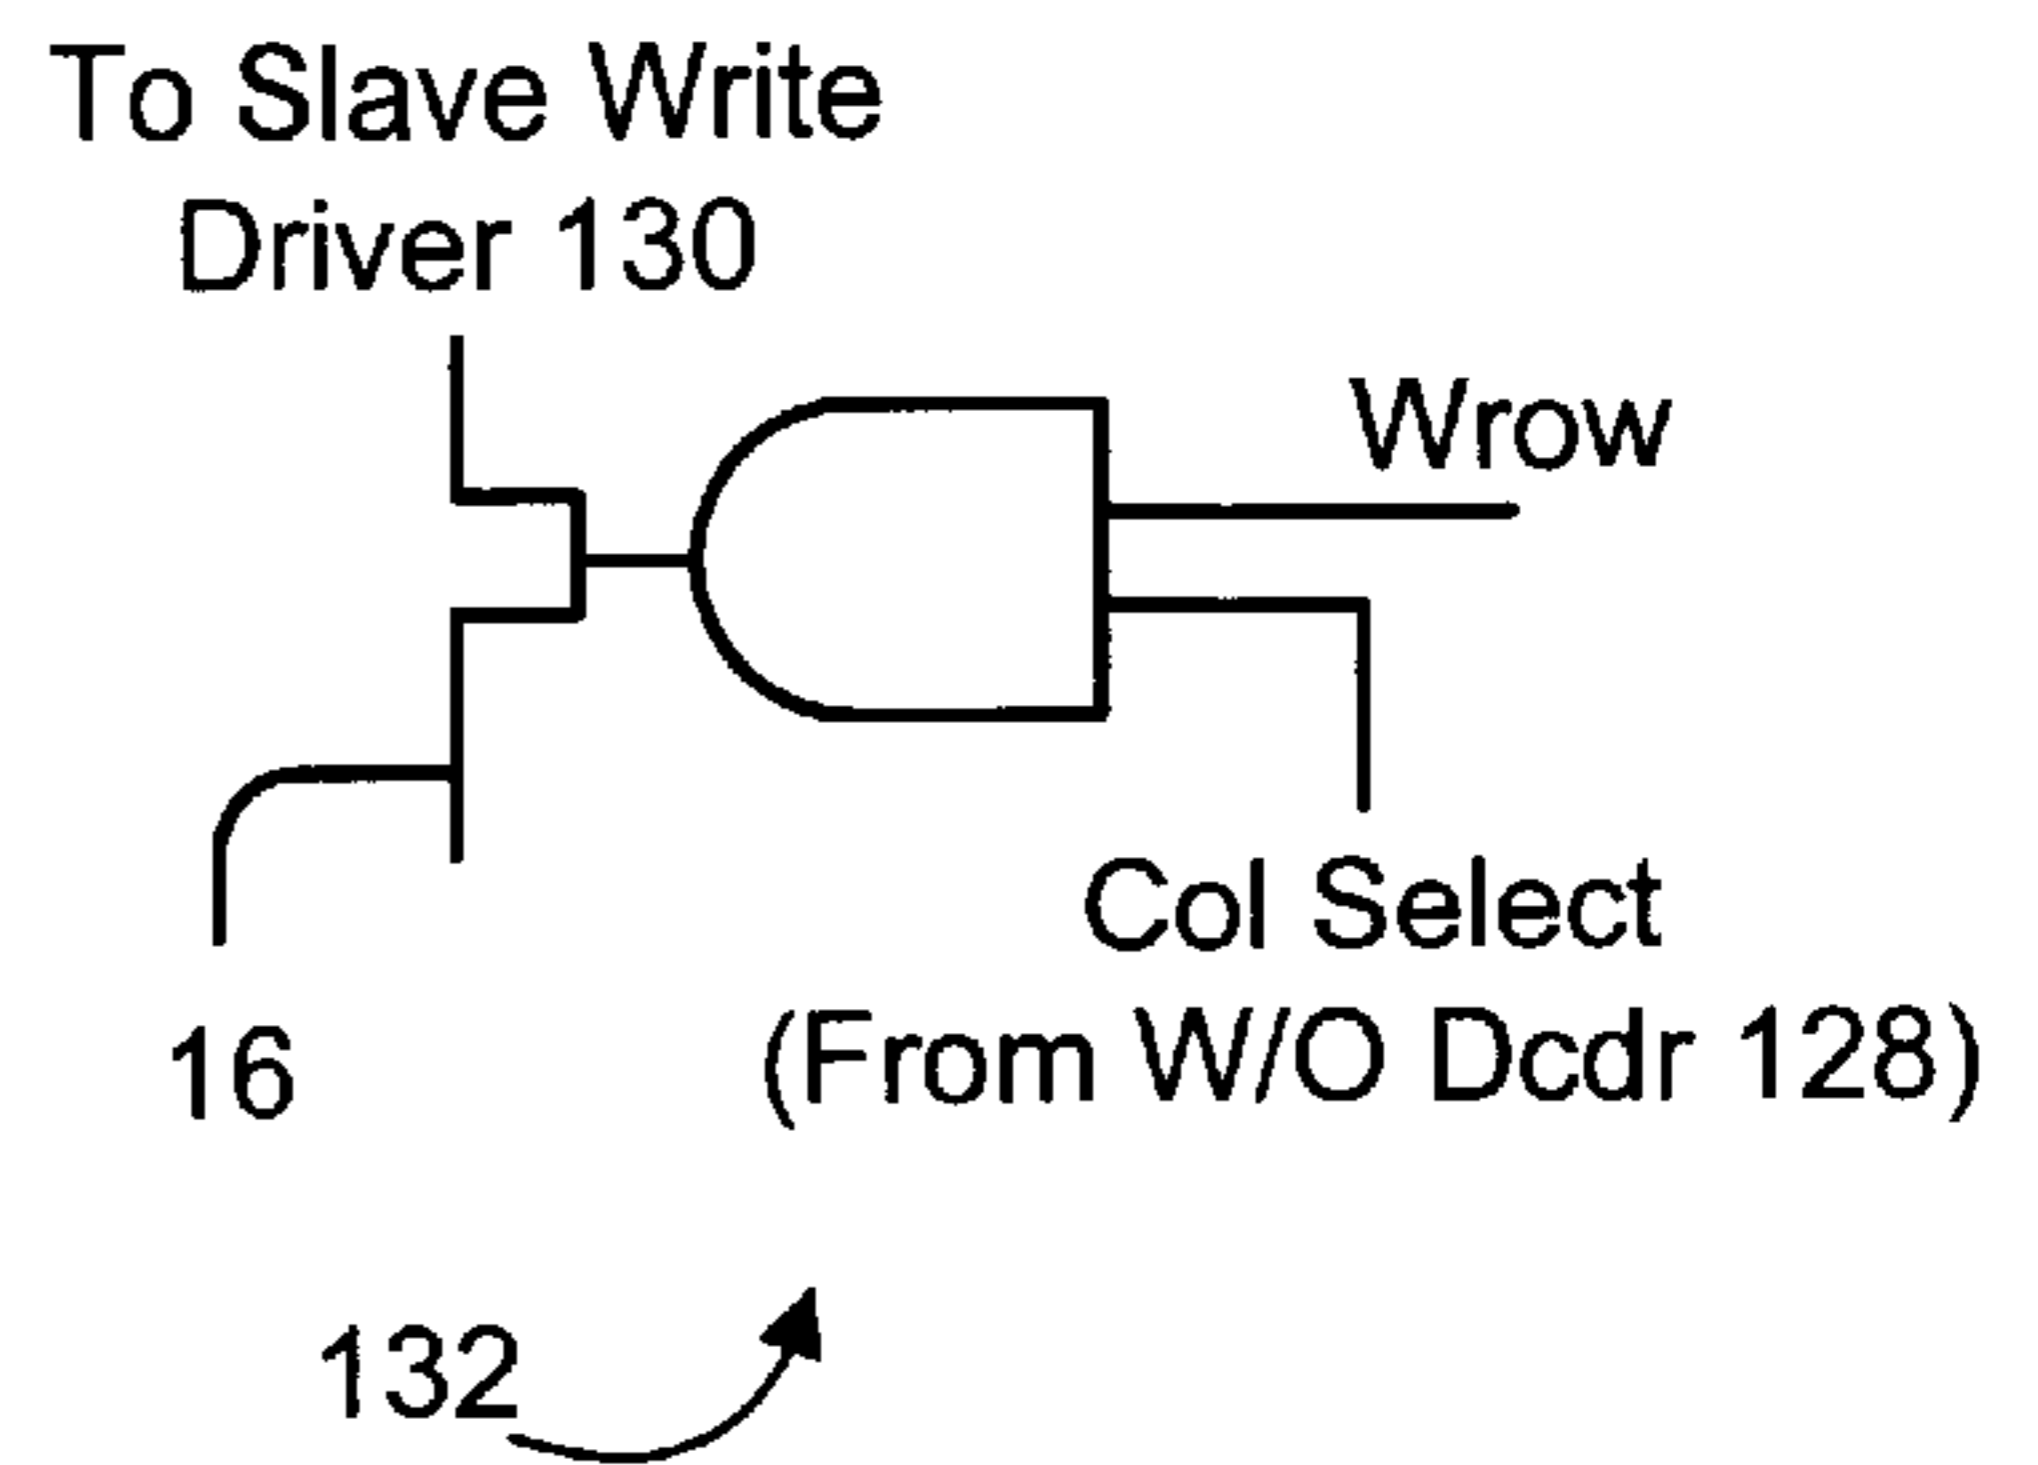 To Slave Write
Driver 130
Wrow
Col Select
(From W/O Dcdr 128)
16
132